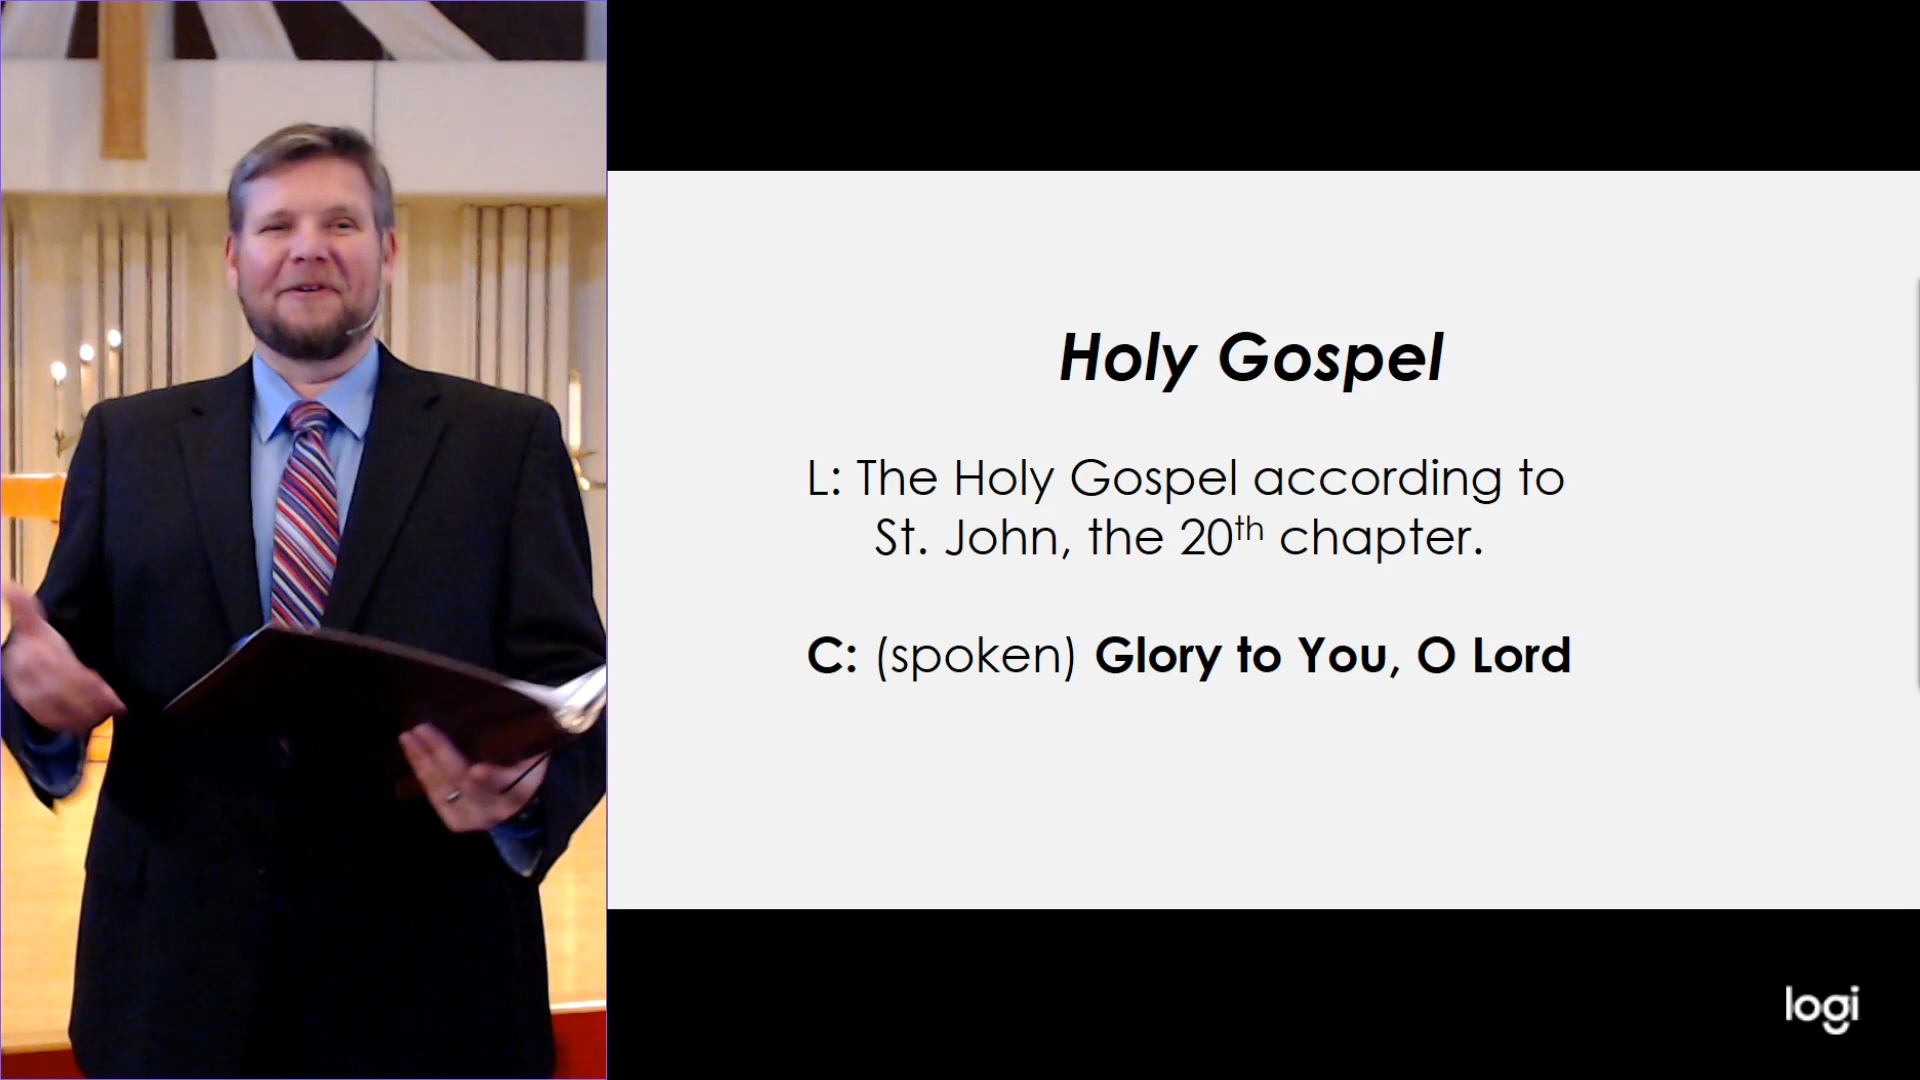 Holy Gospel
L: The Holy Gospel according to
St. John, the 20th chapter.
C: (spoken) Glory to You, O Lord
logi